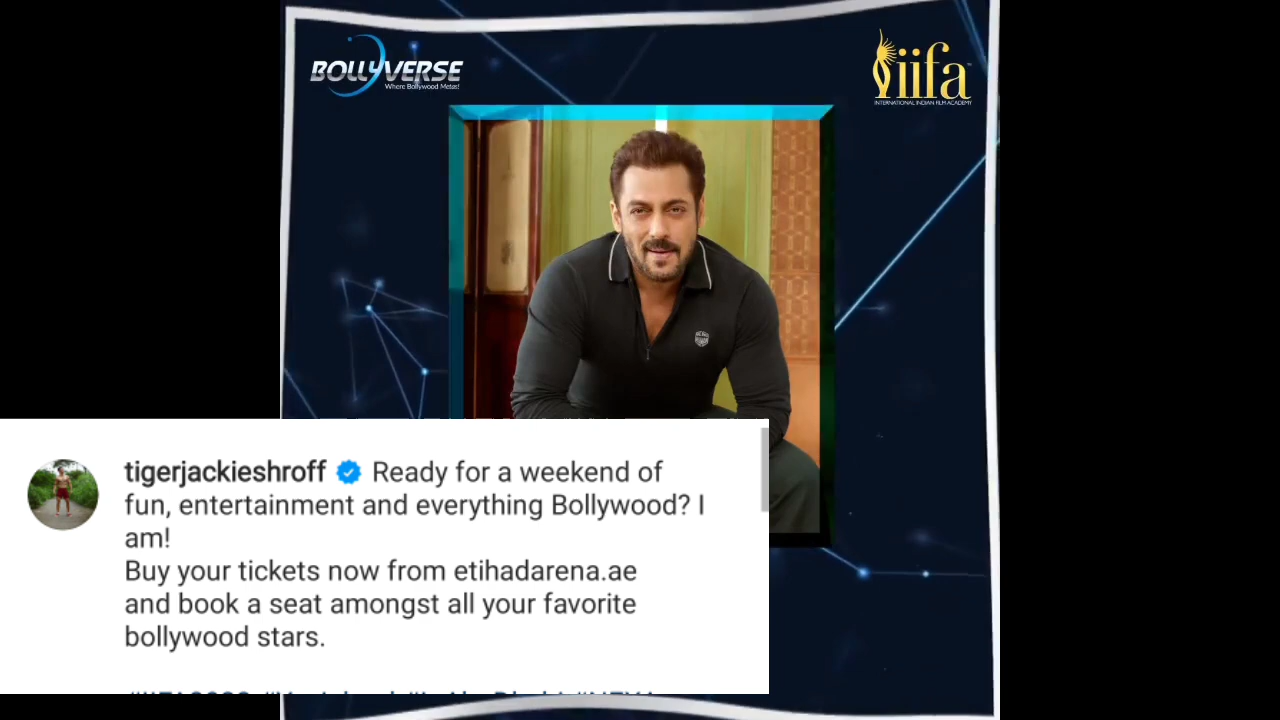 BOLLYVERSE
Where Bollywood Metas!
iifa
INTERNATIONAL INDIAN FILM ACADEMY
tigerjackieshroff Ready for a weekend of
fun, entertainment and everything Bollywood? I
am!
Buy your tickets now from etihadarena.ae
and book a seat amongst all your favorite
bollywood stars.